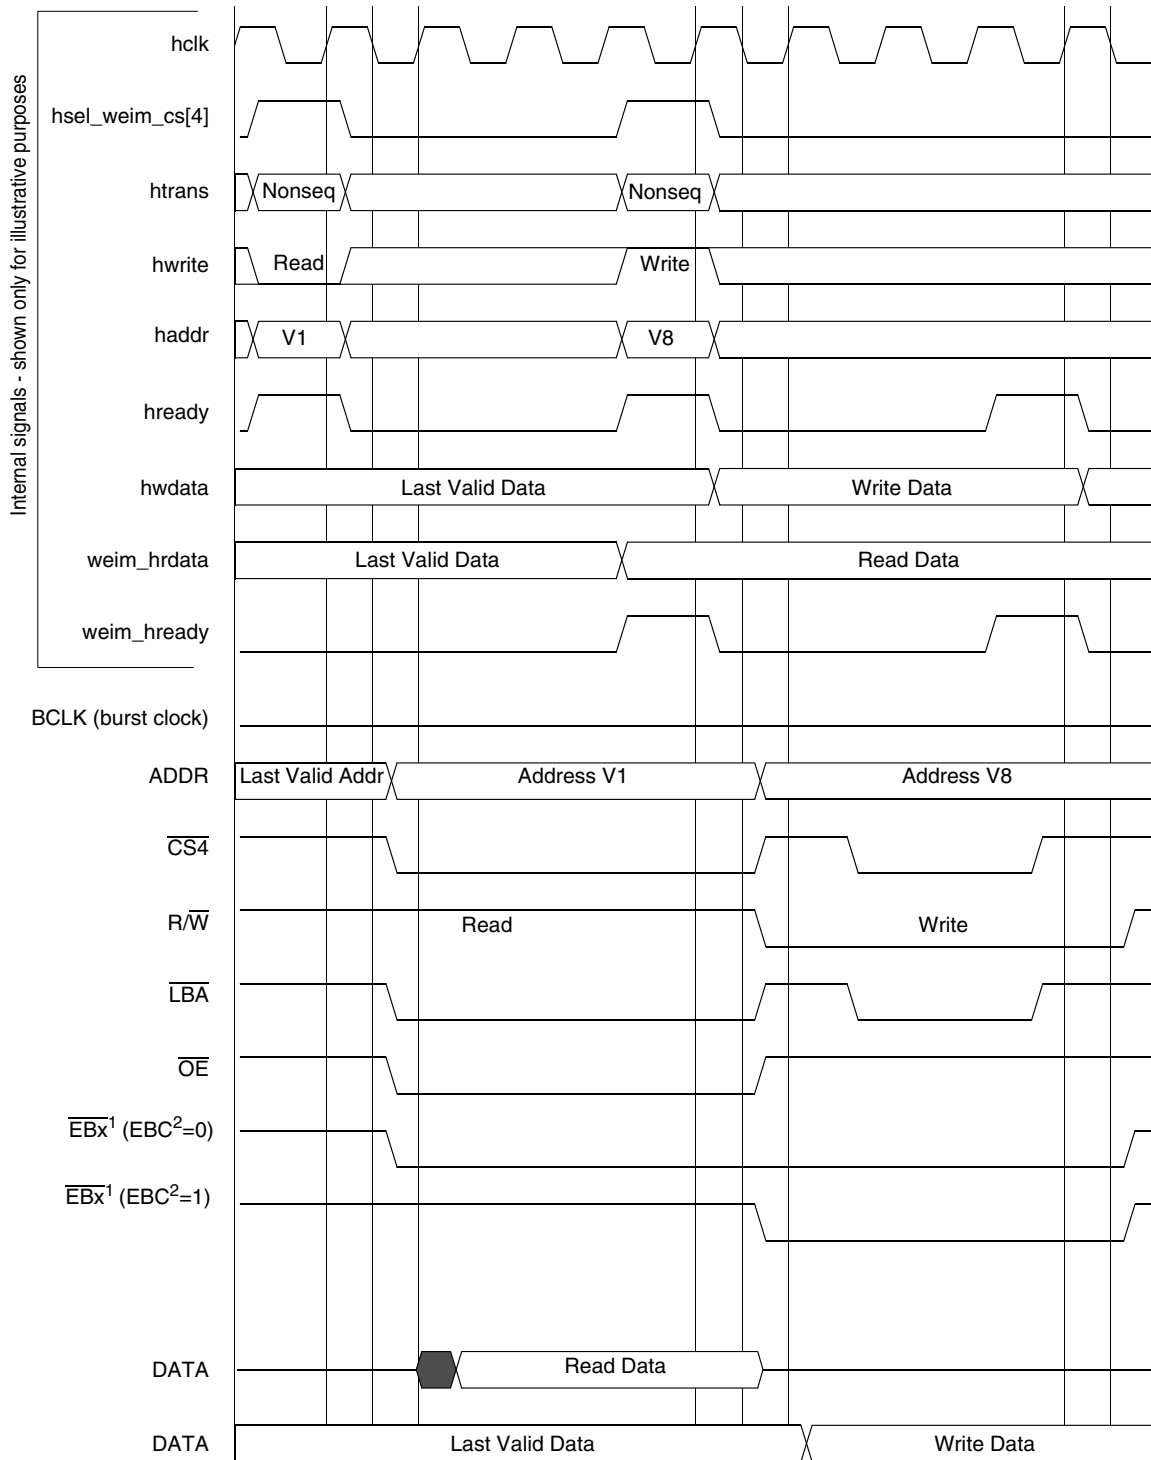 Internal signals - shown only for illustrative purposes
hclk
hsel_weim_cs[4]
htrans Nonseq Nonseq
hwrite Read Write
haddr V1 V8
hready
hwdata Last Valid Data Write Data
weim_hrdata Last Valid Data Read Data
weim_hready
BCLK (burst clock)
ADDR Last Valid Addr Address V1 Address V8
CS4
R/W Read Write
LBA
OE
EBx¹ (EBC²=0)
EBx¹ (EBC²=1)
DATA Read Data
DATA Last Valid Data Write Data